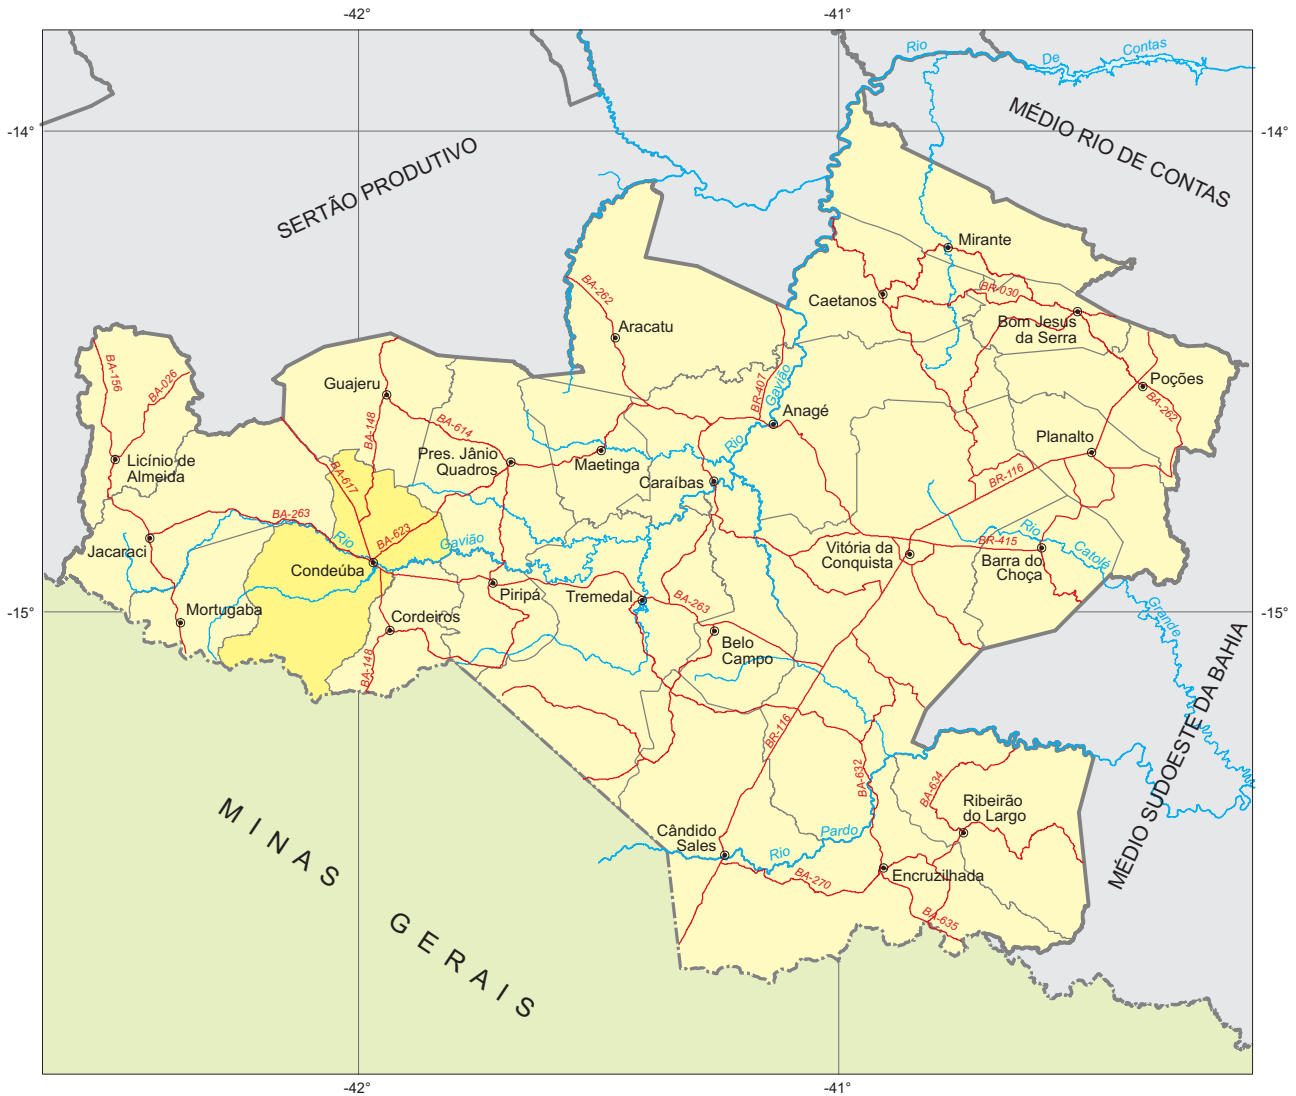 -42°
-41°
Rio
De
Contas
-14°
-14°
MÉDIO RIO DE CONTAS
SERTÃO PRODUTIVO
Mirante
BA-262
BR-030
Caetanos
Aracatu
Bom Jesus
da Serra
BA-156
BA-026
Guajeru
BR-407
Gavião
Poções
BA-262
BA-148
BA-614
Anagé
Rio
Planalto
Licínio de
Almeida
BA-617
Pres. Jânio
Quadros
Maetinga
Caraíbas
BR-116
BA-263
Rio
BA-623
Gavião
Jacaraci
Condeúba
Vitória da
Conquista
BR-415
Rio
Catolé
Barra do
Choça
Grande
Piripá
Tremedal
BA-263
-15°
-15°
Mortugaba
Cordeiros
Belo
Campo
BA-148
MÉDIO SUDOESTE DA BAHIA
BR-116
BA-632
BA-634
Ribeirão
do Largo
Cândido
Sales
Rio
Pardo
BA-270
Encruzilhada
BA-635
MINAS GERAIS
-42°
-41°